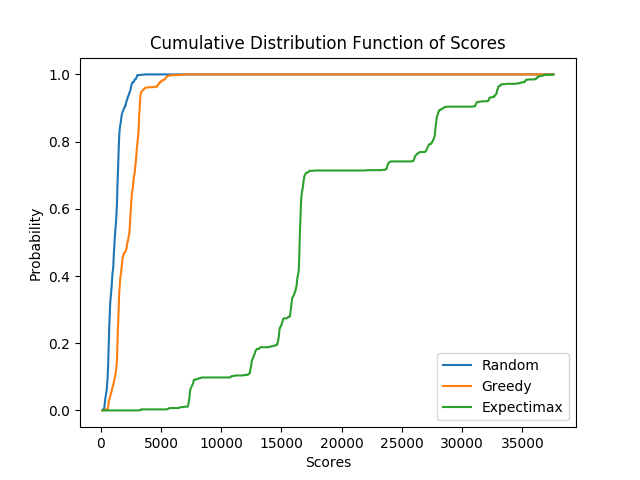 Cumulative Distribution Function of Scores
1.0
0.8
0.6
0.4
0.2
0.0
Probability
0 5000 10000 15000 20000 25000 30000 35000
Scores
Random
Greedy
Expectimax